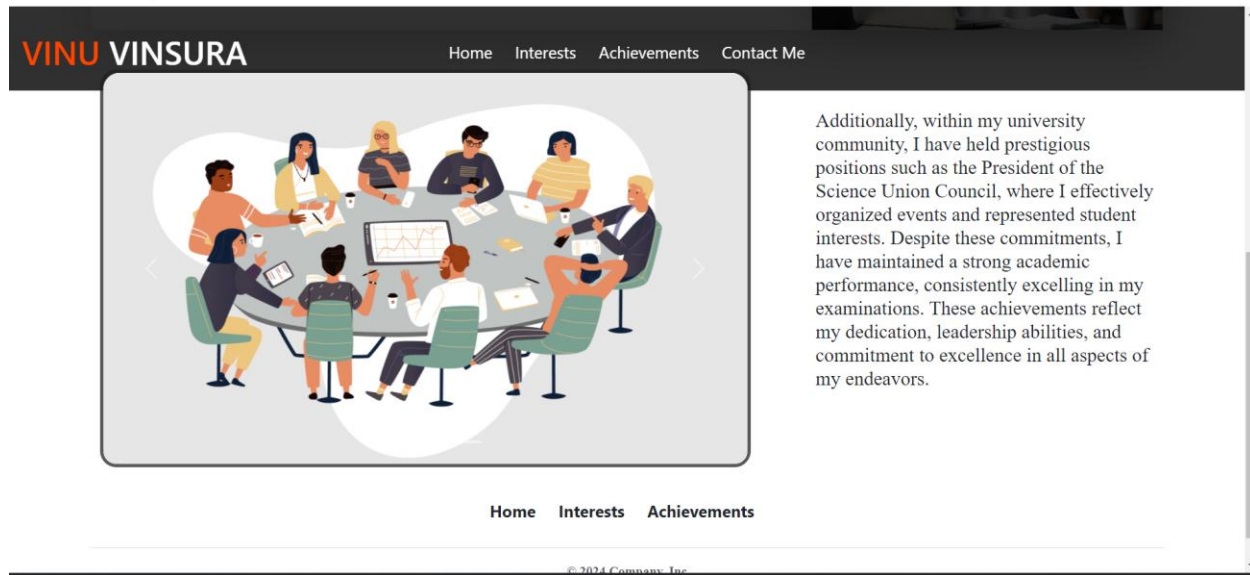 VINU VINSURA
Home Interests Achievements Contact Me
Additionally, within my university
community, I have held prestigious
positions such as the President of the
Science Union Council, where I effectively
organized events and represented student
interests. Despite these commitments, I
have maintained a strong academic
performance, consistently excelling in my
examinations. These achievements reflect
my dedication, leadership abilities, and
commitment to excellence in all aspects of
my endeavors.
Home Interests Achievements
© 2024 Company, Inc